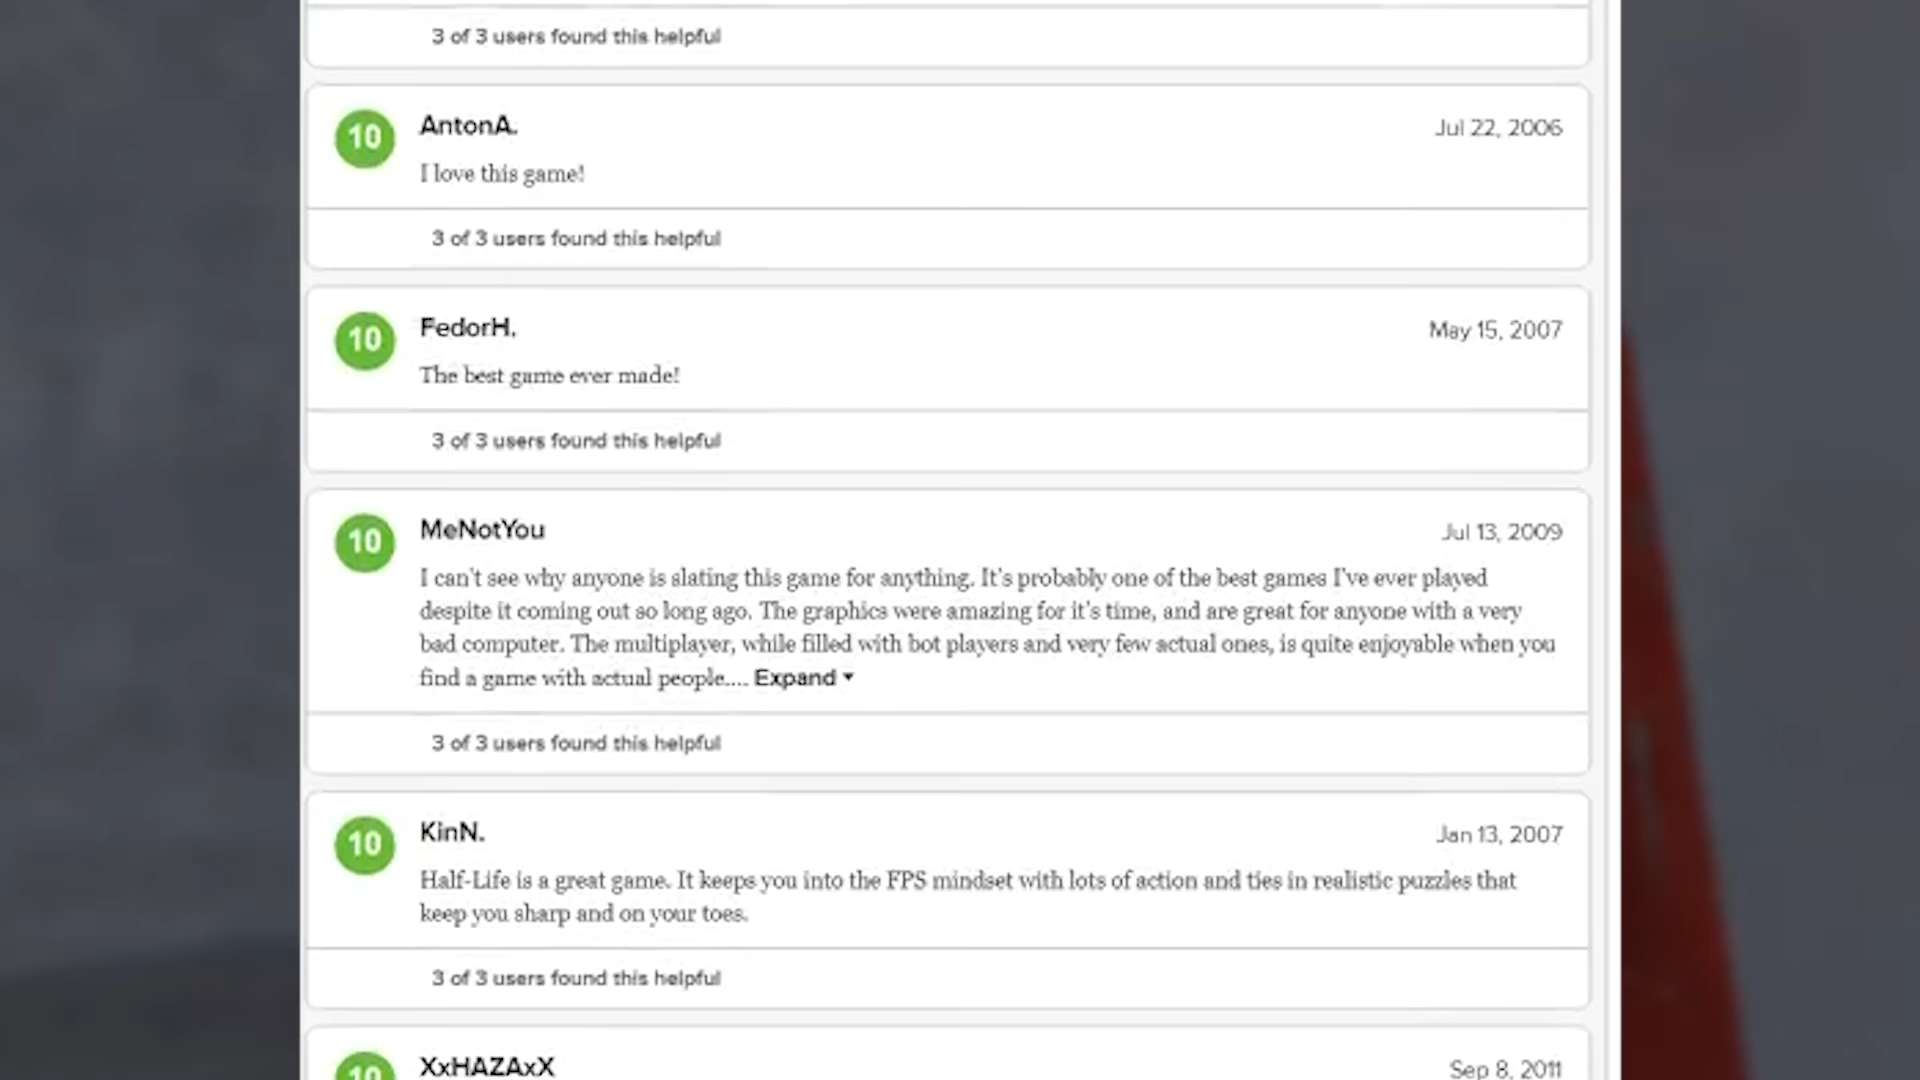 3 of 3 users found this helpful
10
AntonA.
Jul 22, 2006
I love this game!
3 of 3 users found this helpful
10
FedorH.
May 15, 2007
The best game ever made!
3 of 3 users found this helpful
10
MeNotYou
Jul 13, 2009
I can't see why anyone is slating this game for anything. It's probably one of the best games I've ever played
despite it coming out so long ago. The graphics were amazing for it's time, and are great for anyone with a very
bad computer. The multiplayer, while filled with bot players and very few actual ones, is quite enjoyable when you
find a game with actual people.... Expand ▾
3 of 3 users found this helpful
10
KinN.
Jan 13, 2007
Half-Life is a great game. It keeps you into the FPS mindset with lots of action and ties in realistic puzzles that
keep you sharp and on your toes.
3 of 3 users found this helpful
10
XxHAZAxX
Sep 8, 2011